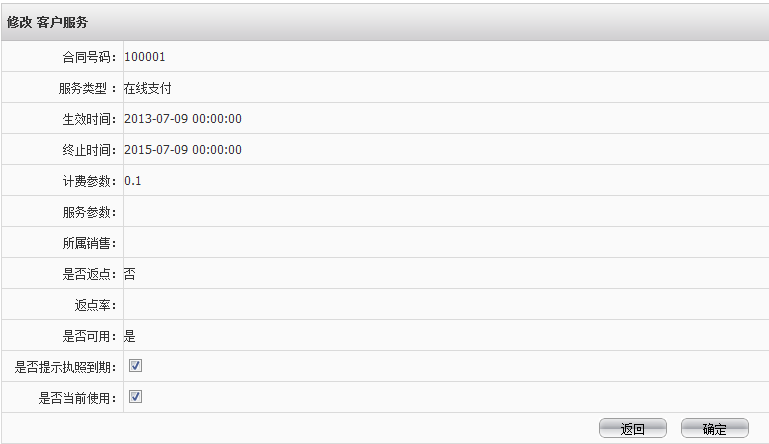 修改 客户服务
合同号码：100001
服务类型 ：在线支付
生效时间：2013-07-09 00:00:00
终止时间：2015-07-09 00:00:00
计费参数：0.1
服务参数：
所属销售：
是否返点：否
返点率：
是否可用：是
是否提示执照到期：
是否当前使用：
返回 确定